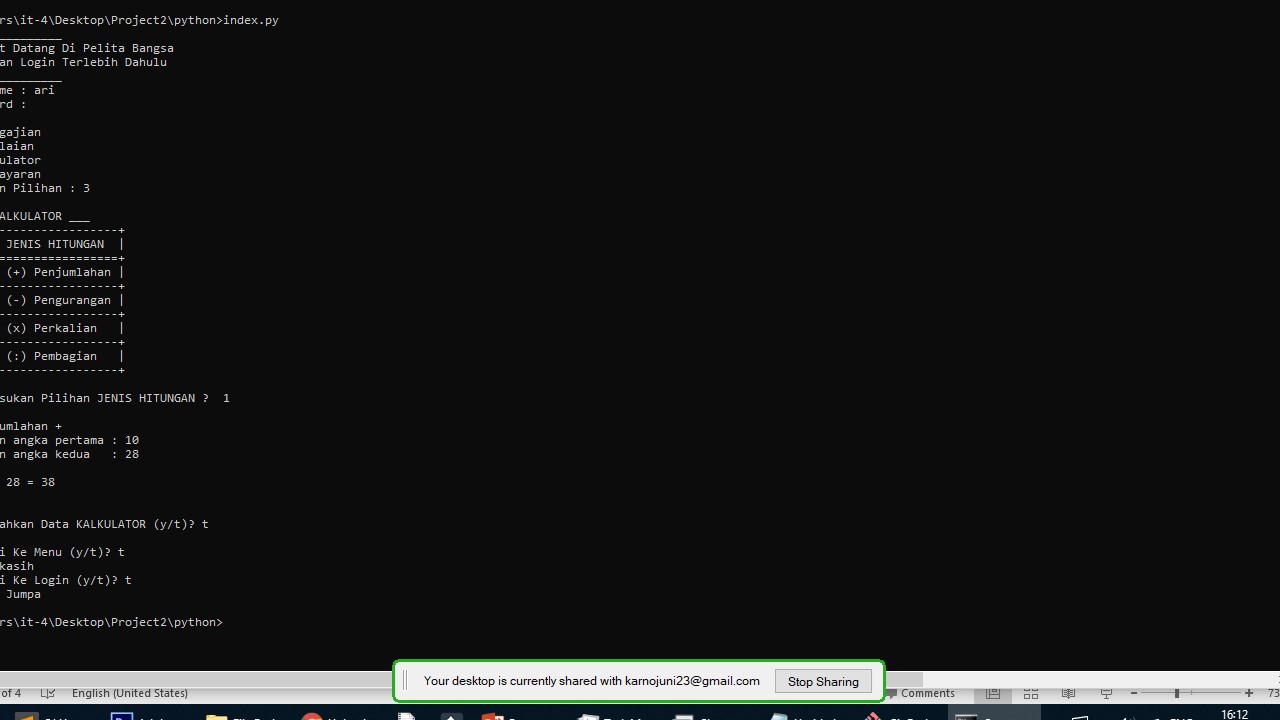 rs\it-4\Desktop\Project2\python>index.py
__________
t Datang Di Pelita Bangsa
an Login Terlebih Dahulu
__________
me : ari
rd :
gajian
laian
ulator
ayaran
n Pilihan : 3
ALKULATOR ___
-----------------+
JENIS HITUNGAN |
=================+
(+) Penjumlahan |
-----------------+
(-) Pengurangan |
-----------------+
(x) Perkalian |
-----------------+
(:) Pembagian |
-----------------+
sukan Pilihan JENIS HITUNGAN ? 1
umlahan +
n angka pertama : 10
n angka kedua : 28
28 = 38
ahkan Data KALKULATOR (y/t)? t
i Ke Menu (y/t)? t
kasih
i Ke Login (y/t)? t
Jumpa
rs\it-4\Desktop\Project2\python>
Your desktop is currently shared with karnojuni23@gmail.com Stop Sharing
of 4 English (United States) Comments 73
16:12